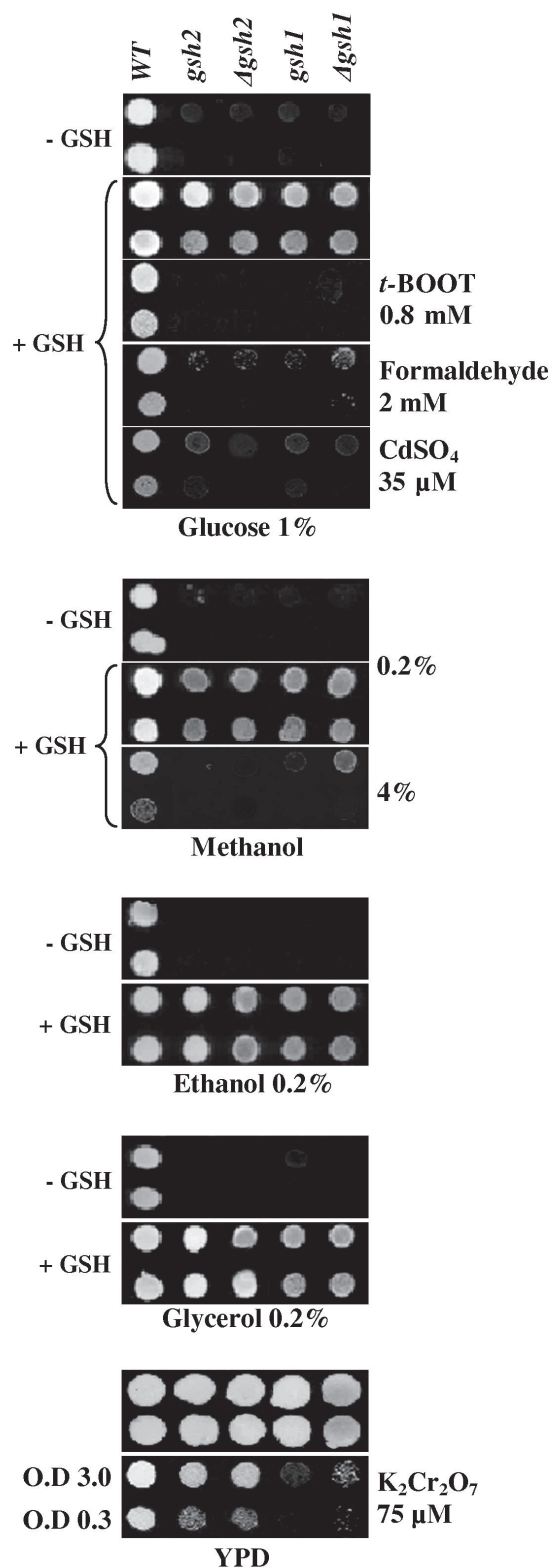 WT gsh2 Δgsh2 gsh1 Δgsh1
- GSH
+ GSH
t-BOOT
0.8 mM
Formaldehyde
2 mM
CdSO₄
35 µM
Glucose 1%
- GSH
0.2%
+ GSH
4%
Methanol
- GSH
+ GSH
Ethanol 0.2%
- GSH
+ GSH
Glycerol 0.2%
O.D 3.0
K₂Cr₂O₇
O.D 0.3
75 µM
YPD